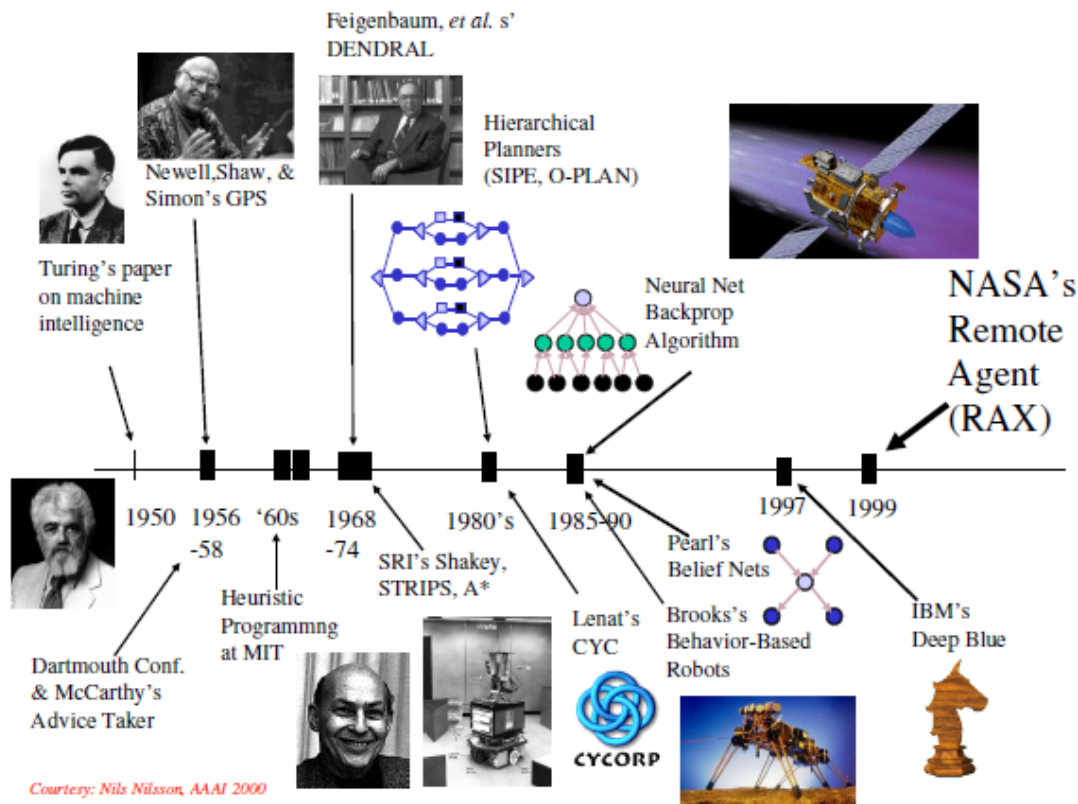 Feigenbaum, et al. s'
DENDRAL
Hierarchical
Planners
(SIPE, O-PLAN)
Newell,Shaw, &
Simon's GPS
Turing's paper
on machine
intelligence
Neural Net
Backprop
Algorithm
NASA's
Remote
Agent
(RAX)
1950
1956
-58
‘60s
1968
-74
1980's
1985-90
1997
1999
SRI's Shakey,
STRIPS, A*
Pearl's
Belief Nets
Heuristic
Programmng
at MIT
Lenat's
CYC
Brooks's
Behavior-Based
Robots
IBM's
Deep Blue
Dartmouth Conf.
& McCarthy's
Advice Taker
CYCORP
Courtesy: Nils Nilsson, AAAI 2000